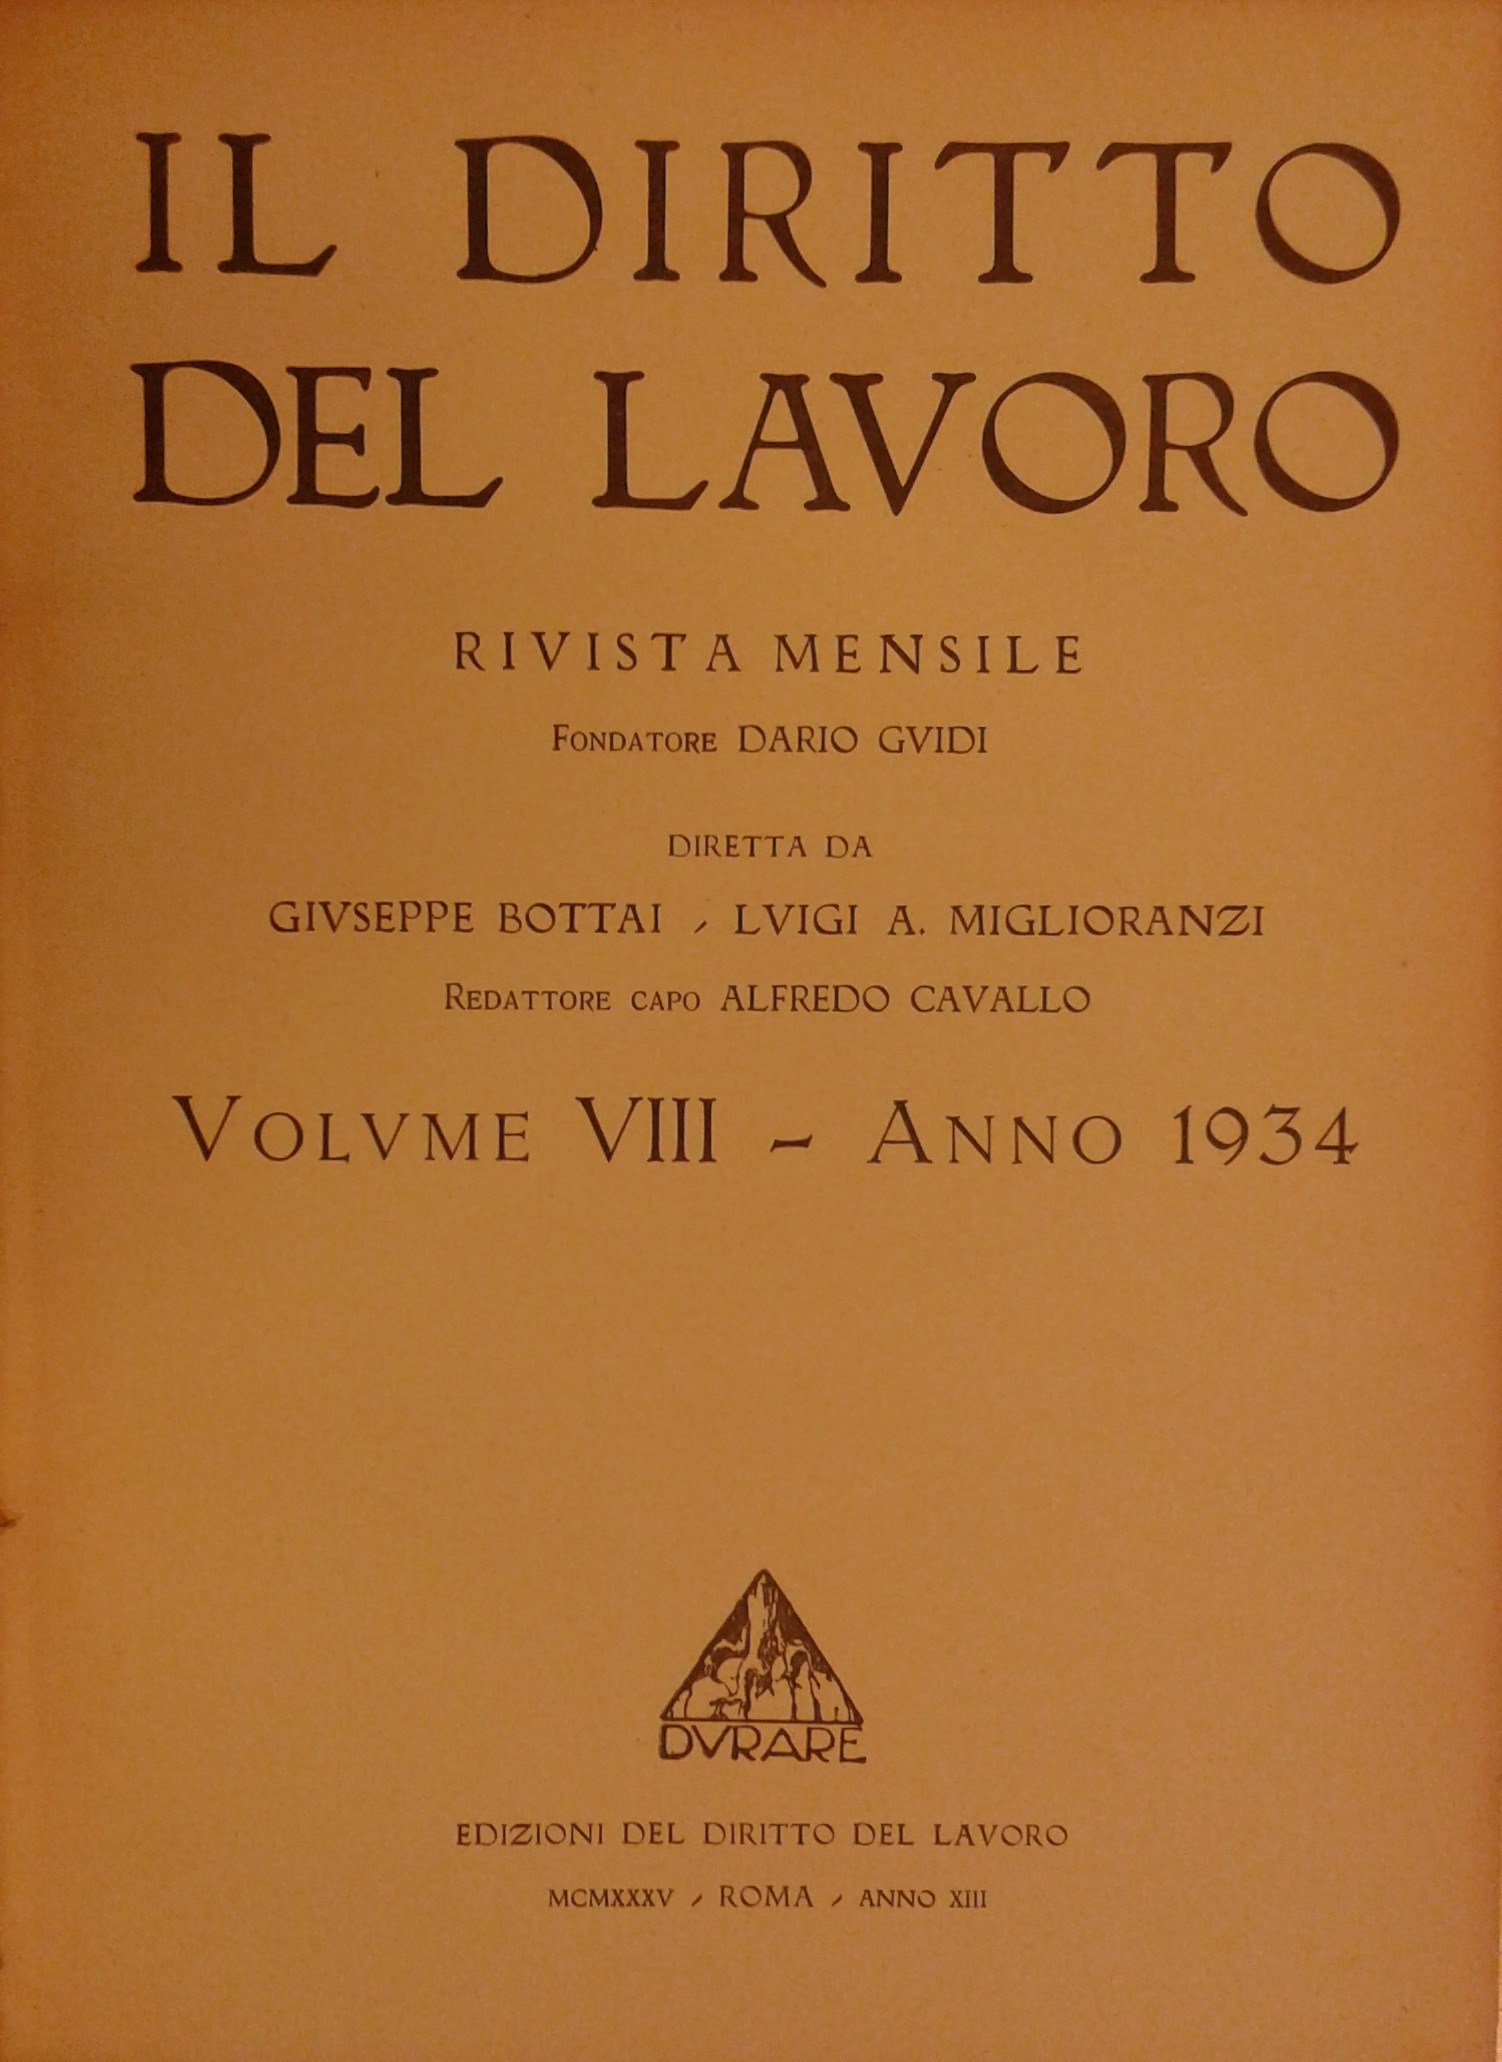 IL DIRITTO
DEL LAVORO
RIVISTA MENSILE
FONDATORE DARIO GVIDI
DIRETTA DA
GIVSEPPE BOTTAI - LVIGI A. MIGLIORANZI
REDATTORE CAPO ALFREDO CAVALLO
VOLVME VIII - ANNO 1934
DVRARE
EDIZIONI DEL DIRITTO DEL LAVORO
MCMXXXV - ROMA - ANNO XIII